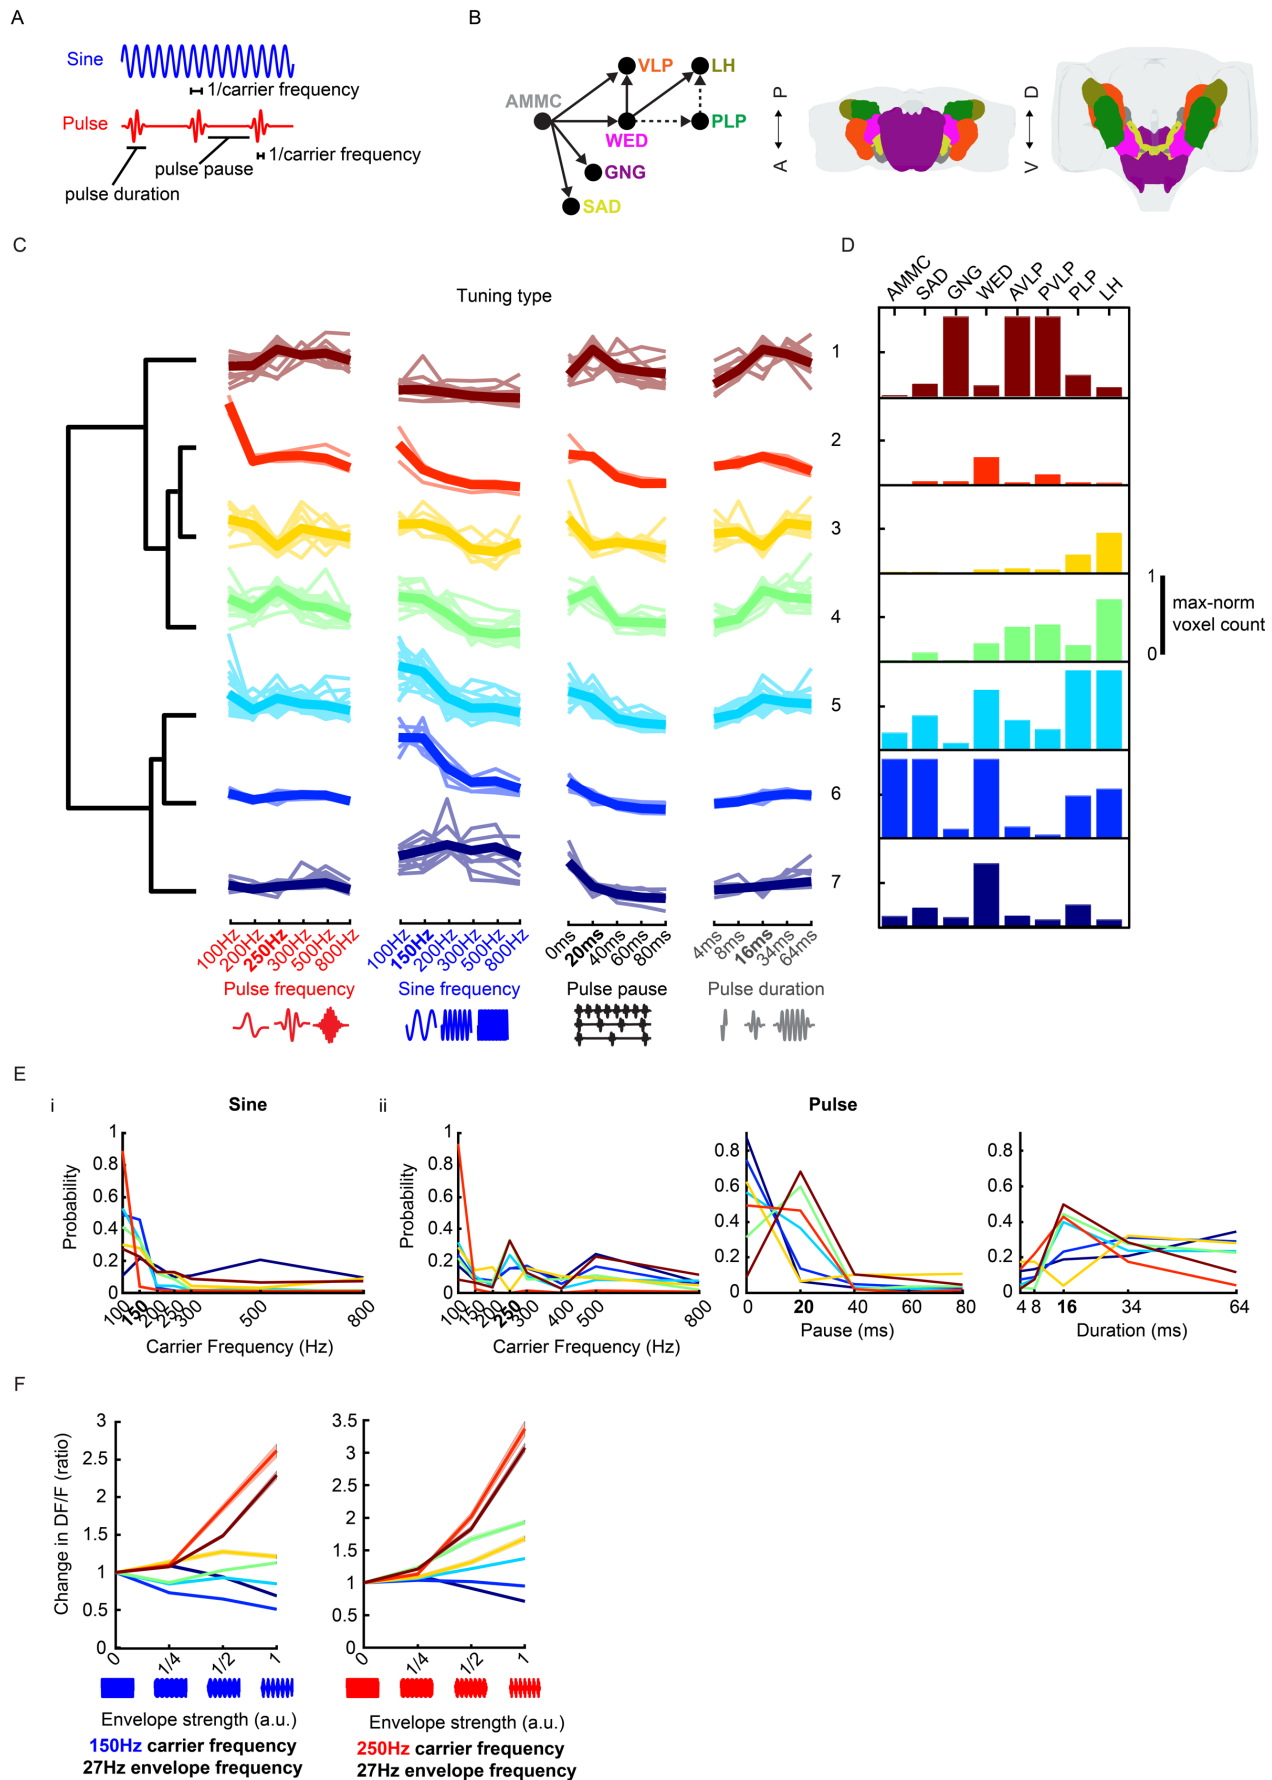 A
Sine
1/carrier frequency
Pulse
1/carrier frequency
pulse pause
pulse duration
B
VLP
LH
AMMC
PLP
WED
GNG
SAD
A
P
V
D
C
Tuning type
D
AMMC
SAD
GNG
WED
AVLP
PVLP
PLP
LH
1
2
3
4
5
6
7
1
0
max-norm
voxel count
100Hz
200Hz
250Hz
300Hz
500Hz
800Hz
Pulse frequency
100Hz
150Hz
200Hz
300Hz
500Hz
800Hz
Sine frequency
0ms
20ms
40ms
60ms
80ms
Pulse pause
4ms
8ms
16ms
34ms
64ms
Pulse duration
E
i
Sine
Probability
1
0.8
0.6
0.4
0.2
0
100
150
200
250
300
500
800
Carrier Frequency (Hz)
ii
Pulse
Probability
1
0.8
0.6
0.4
0.2
0
100
150
200
250
300
400
500
800
Carrier Frequency (Hz)
0.8
0.6
0.4
0.2
0
0
20
40
60
80
Pause (ms)
0.8
0.6
0.4
0.2
0
4
8
16
34
64
Duration (ms)
F
Change in DF/F (ratio)
3
2.5
2
1.5
1
0.5
0
0
1/4
1/2
1
Envelope strength (a.u.)
150Hz carrier frequency
27Hz envelope frequency
3.5
3
2.5
2
1.5
1
0.5
0
0
1/4
1/2
1
Envelope strength (a.u.)
250Hz carrier frequency
27Hz envelope frequency